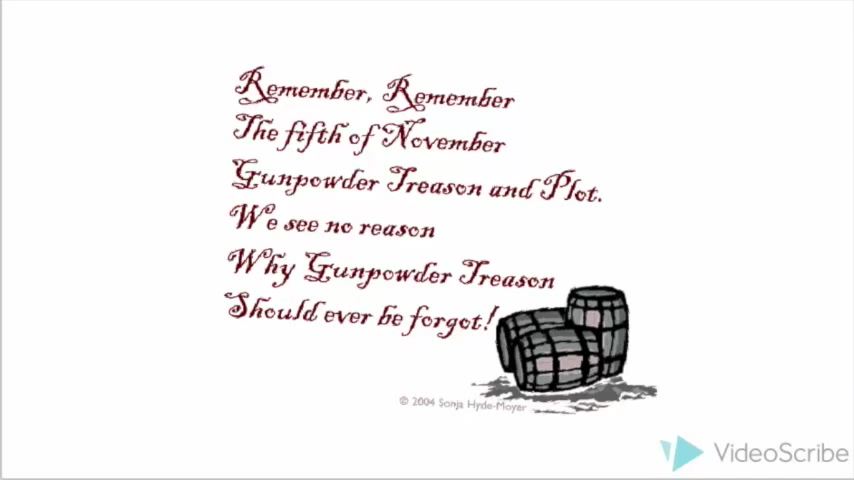 Remember, Remember
The fifth of November
Gunpowder Treason and Plot.
We see no reason
Why Gunpowder Treason
Should ever be forgot!
© 2004 Sonja Hyde-Moyer
VideoScribe